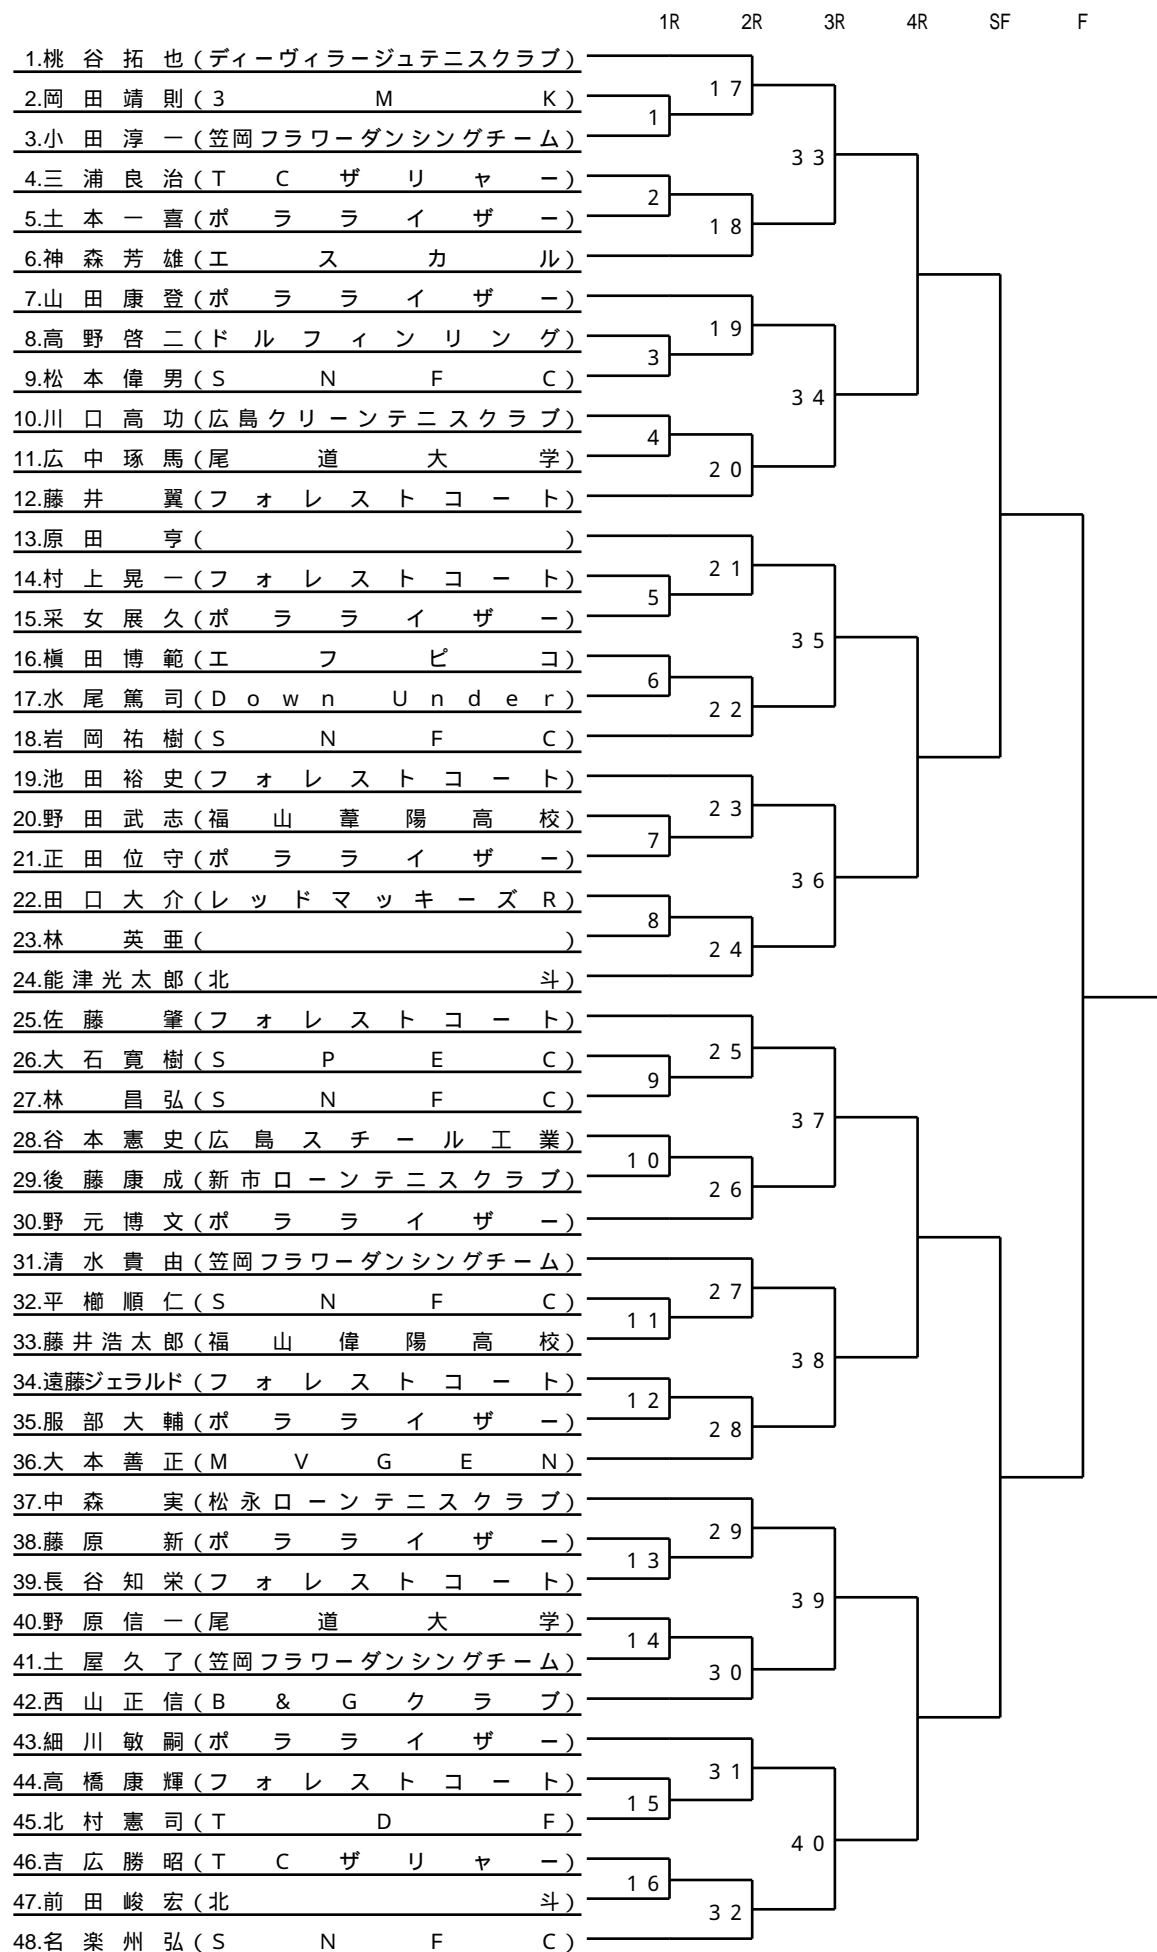 1R 2R 3R 4R SF F
1.桃谷拓也(ディーヴィラージュテニスクラブ)
17
2.岡田靖則(3MK)
1
3.小田淳一(笠岡フラワーダンシングチーム)
33
4.三浦良治(TCザリャー)
2
5.土本一喜(ポラライザー)
18
6.神森芳雄(エスカル)
7.山田康登(ポラライザー)
19
8.高野啓二(ドルフィンリング)
3
9.松本偉男(SNFC)
34
10.川口高功(広島クリーンテニスクラブ)
4
11.広中琢馬(尾道大学)
20
12.藤井翼(フォレストコート)
13.原田亨( )
21
14.村上晃一(フォレストコート)
5
15.采女展久(ポラライザー)
35
16.槇田博範(エフピコ)
6
17.水尾篤司(Down Under)
22
18.岩岡祐樹(SNFC)
19.池田裕史(フォレストコート)
23
20.野田武志(福山葦陽高校)
7
21.正田位守(ポラライザー)
36
22.田口大介(レッドマッキーズR)
8
23.林英亜( )
24
24.能津光太郎(北斗)
25.佐藤肇(フォレストコート)
25
26.大石寛樹(SPEC)
9
27.林昌弘(SNFC)
37
28.谷本憲史(広島スチール工業)
10
29.後藤康成(新市ローンテニスクラブ)
26
30.野元博文(ポラライザー)
31.清水貴由(笠岡フラワーダンシングチーム)
27
32.平櫛順仁(SNFC)
11
33.藤井浩太郎(福山偉陽高校)
38
34.遠藤ジェラルド(フォレストコート)
12
35.服部大輔(ポラライザー)
28
36.大本善正(MVGEN)
37.中森実(松永ローンテニスクラブ)
29
38.藤原新(ポラライザー)
13
39.長谷知栄(フォレストコート)
39
40.野原信一(尾道大学)
14
41.土屋久了(笠岡フラワーダンシングチーム)
30
42.西山正信(B&Gクラブ)
43.細川敏嗣(ポラライザー)
31
44.高橋康輝(フォレストコート)
15
45.北村憲司(TDF)
40
46.吉広勝昭(TCザリャー)
16
47.前田峻宏(北斗)
32
48.名楽州弘(SNFC)